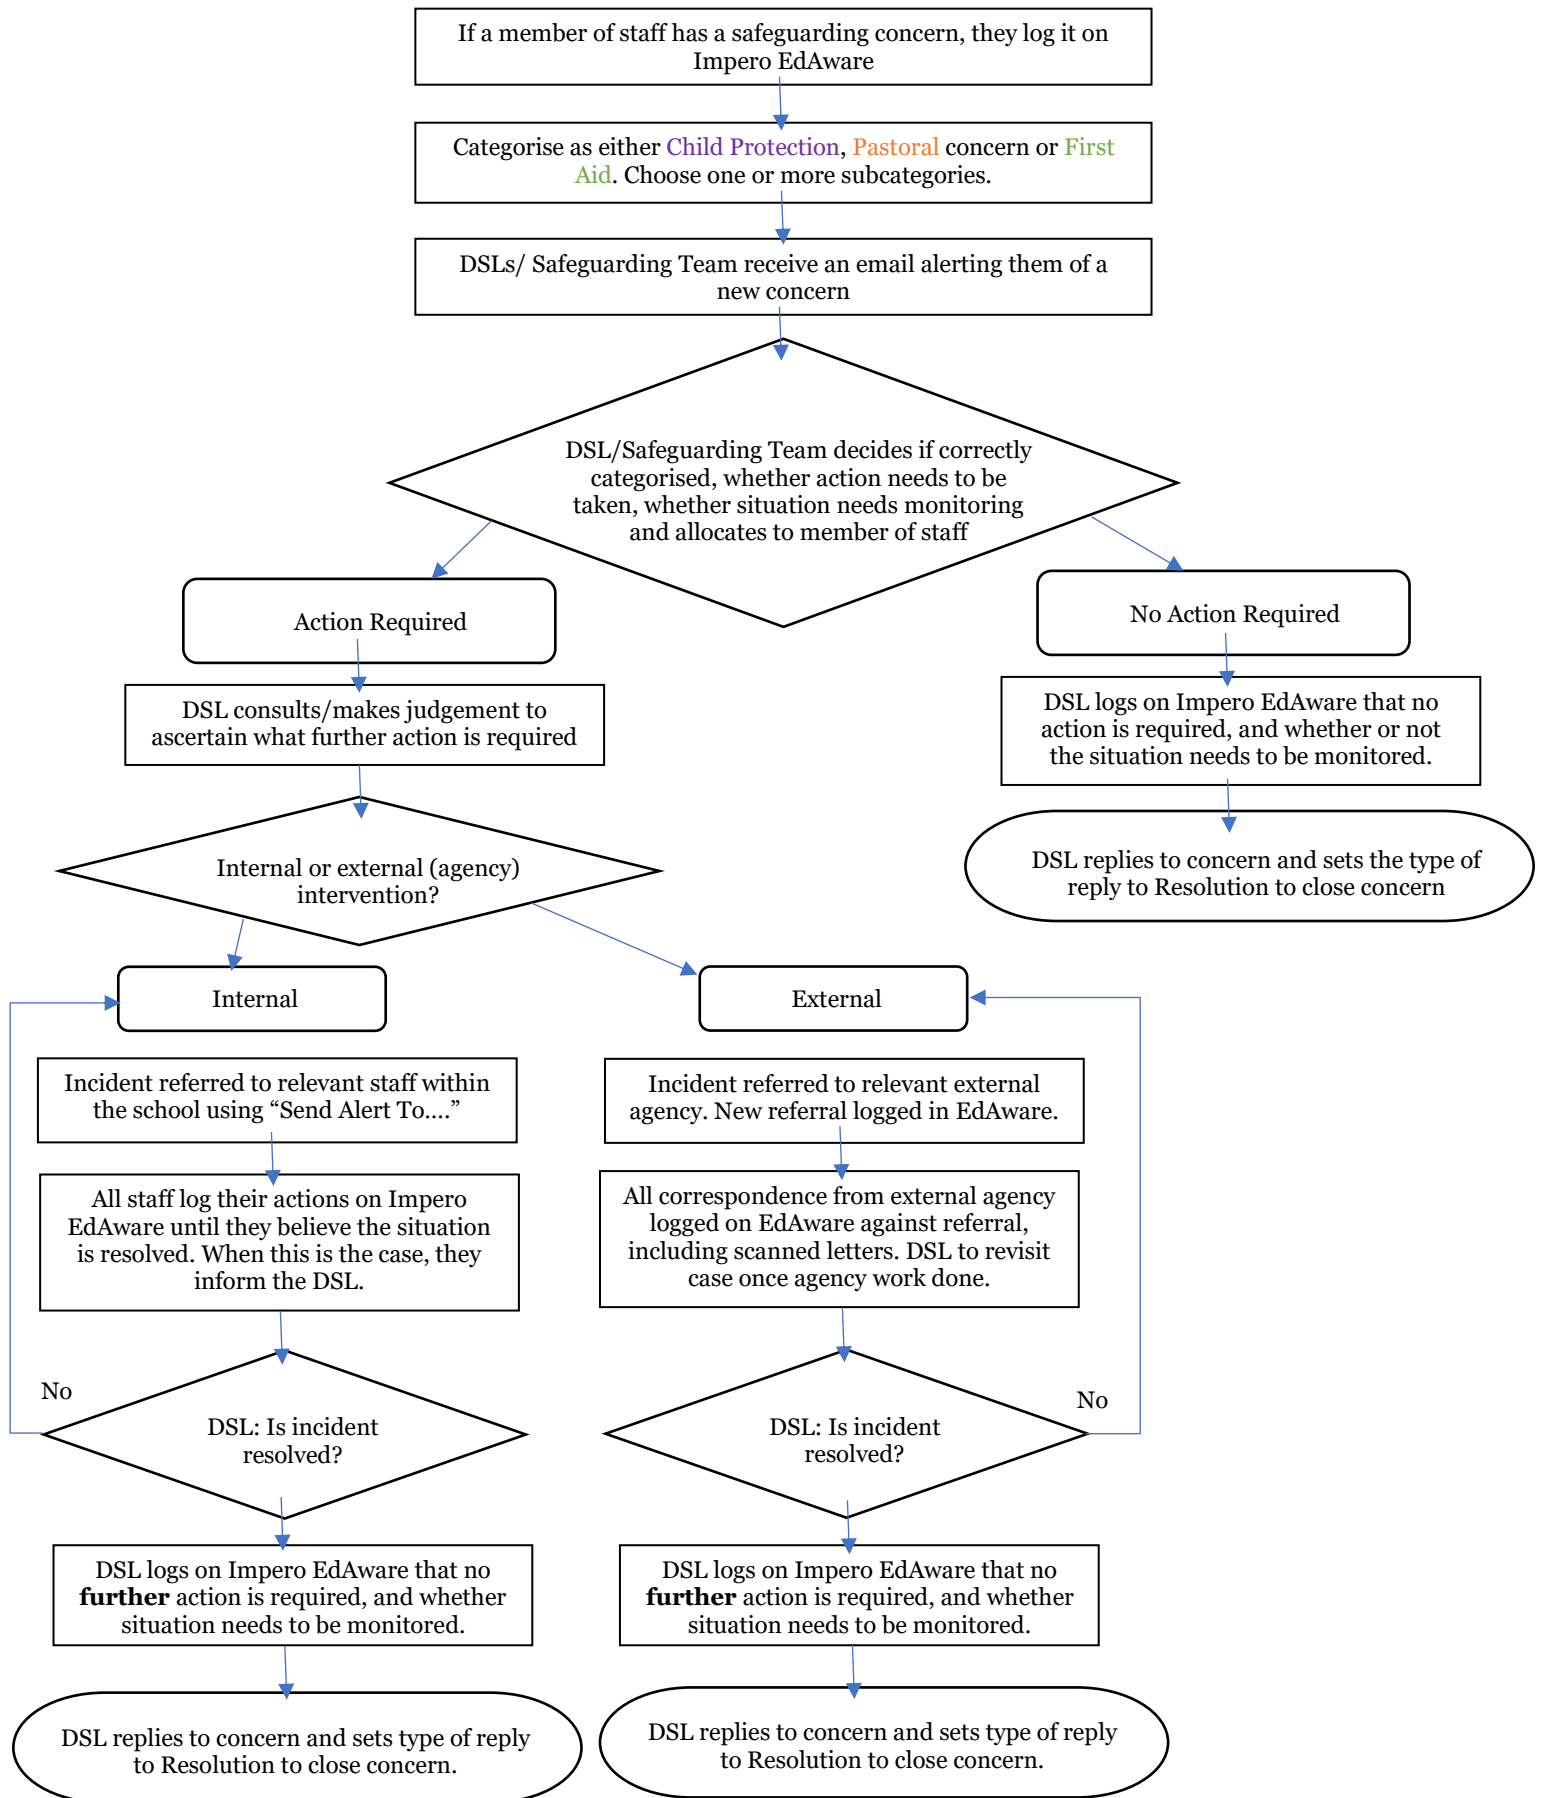 If a member of staff has a safeguarding concern, they log it on
Impero EdAware
Categorise as either Child Protection, Pastoral concern or First
Aid. Choose one or more subcategories.
DSLs/ Safeguarding Team receive an email alerting them of a
new concern
DSL/Safeguarding Team decides if correctly
categorised, whether action needs to be
taken, whether situation needs monitoring
and allocates to member of staff
Action Required
No Action Required
DSL consults/makes judgement to
ascertain what further action is required
DSL logs on Impero EdAware that no
action is required, and whether or not
the situation needs to be monitored.
Internal or external (agency)
intervention?
DSL replies to concern and sets the type of
reply to Resolution to close concern
Internal
External
Incident referred to relevant staff within
the school using “Send Alert To....”
Incident referred to relevant external
agency. New referral logged in EdAware.
All staff log their actions on Impero
EdAware until they believe the situation
is resolved. When this is the case, they
inform the DSL.
All correspondence from external agency
logged on EdAware against referral,
including scanned letters. DSL to revisit
case once agency work done.
No
DSL: Is incident
resolved?
No
DSL: Is incident
resolved?
DSL logs on Impero EdAware that no
further action is required, and whether
situation needs to be monitored.
DSL logs on Impero EdAware that no
further action is required, and whether
situation needs to be monitored.
DSL replies to concern and sets type of reply
to Resolution to close concern.
DSL replies to concern and sets type of reply
to Resolution to close concern.